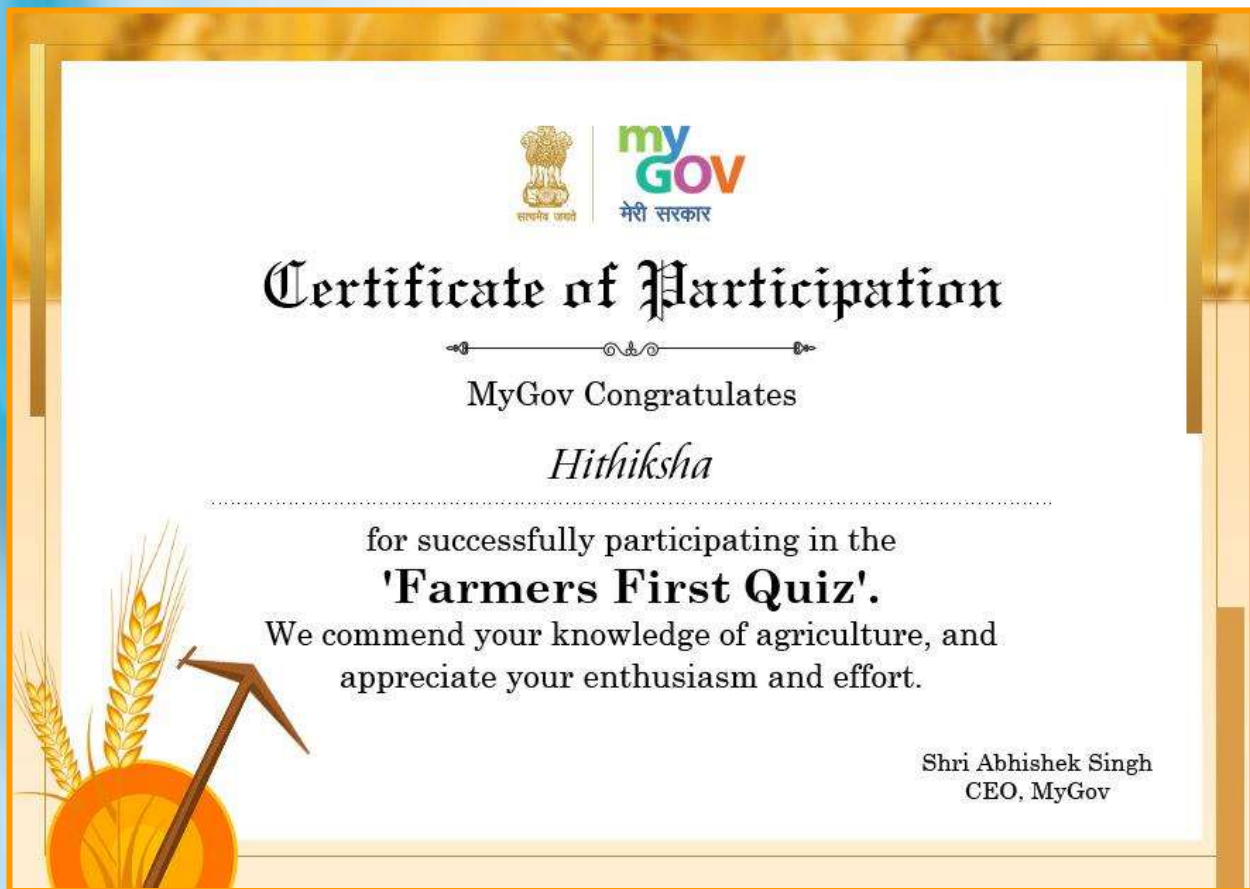 सत्यमेव जयते
my
GOV
मेरी सरकार
Certificate of Participation
MyGov Congratulates
Hithiksha
for successfully participating in the
'Farmers First Quiz'.
We commend your knowledge of agriculture, and
appreciate your enthusiasm and effort.
Shri Abhishek Singh
CEO, MyGov